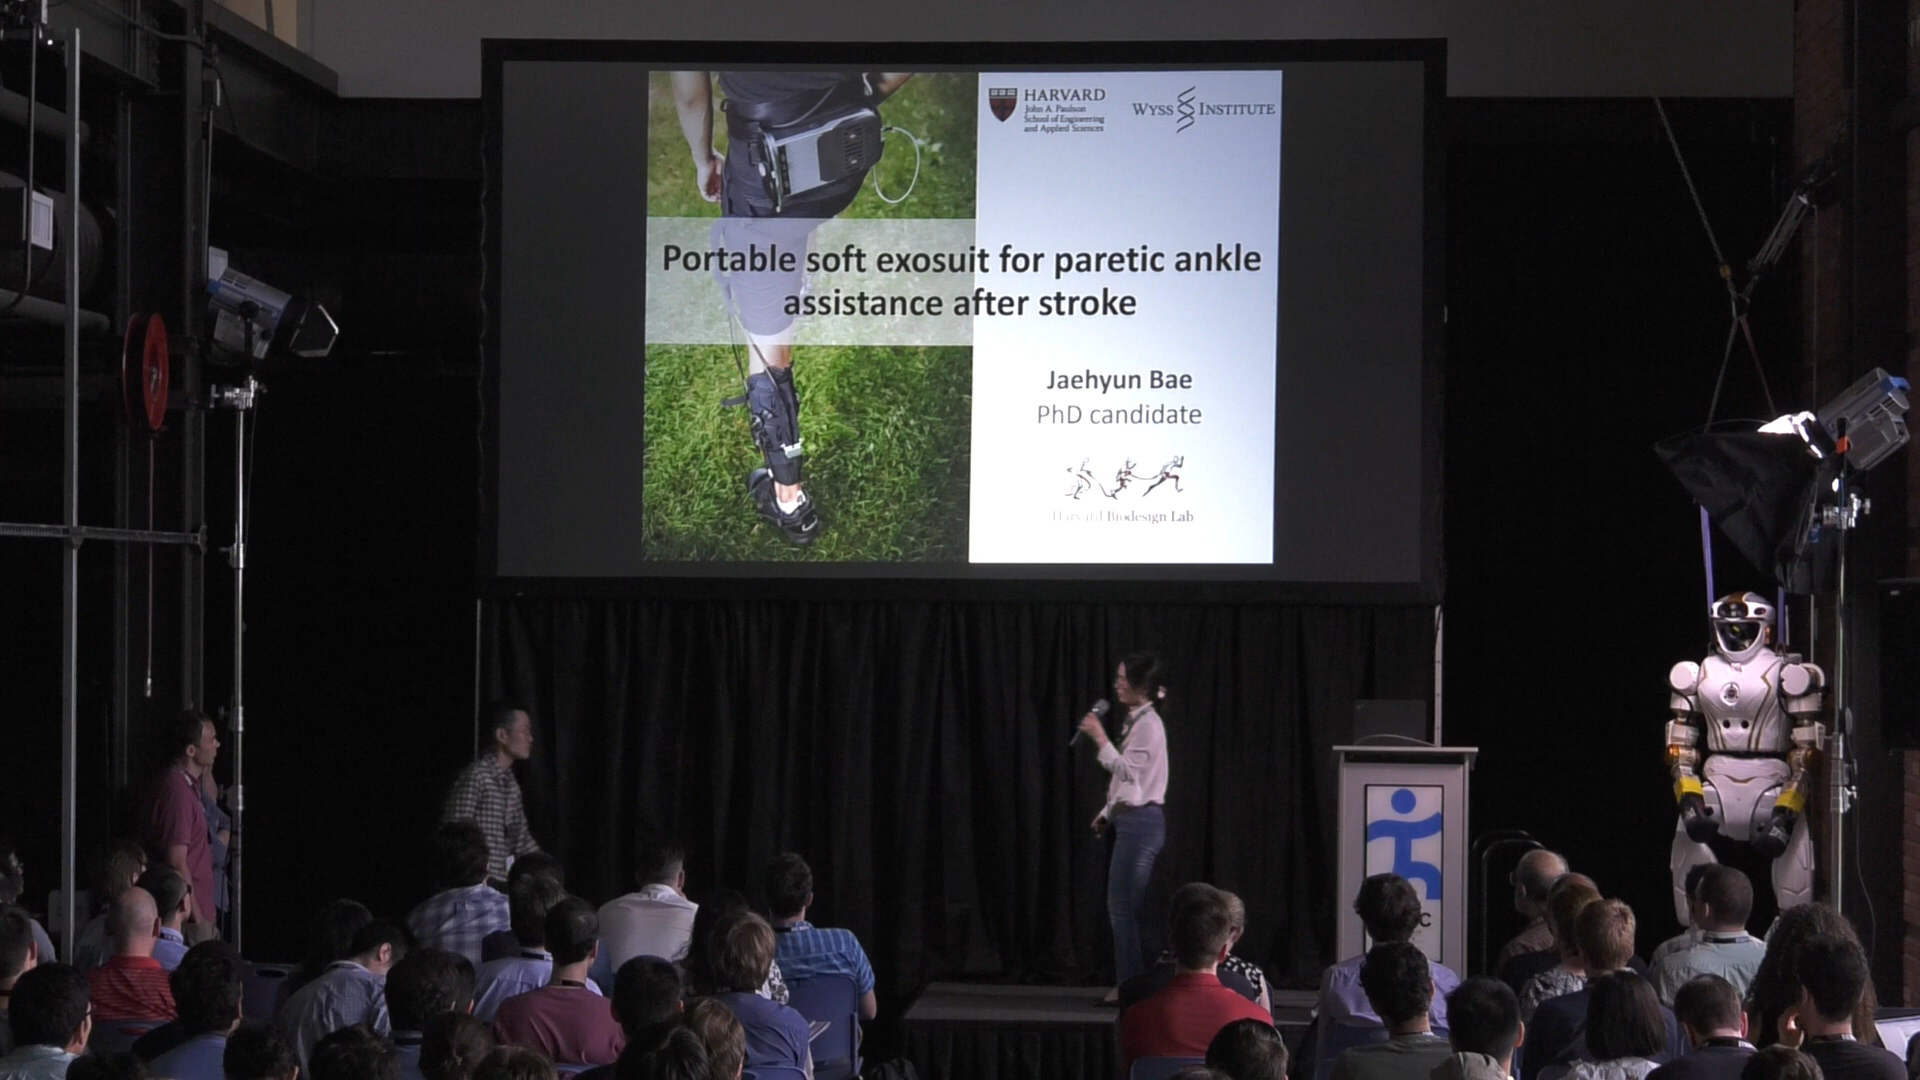 HARVARD
John A. Paulson
School of Engineering
and Applied Sciences
WYSS INSTITUTE
Portable soft exosuit for paretic ankle
assistance after stroke
Jaehyun Bae
PhD candidate
Harvard Biodesign Lab
C